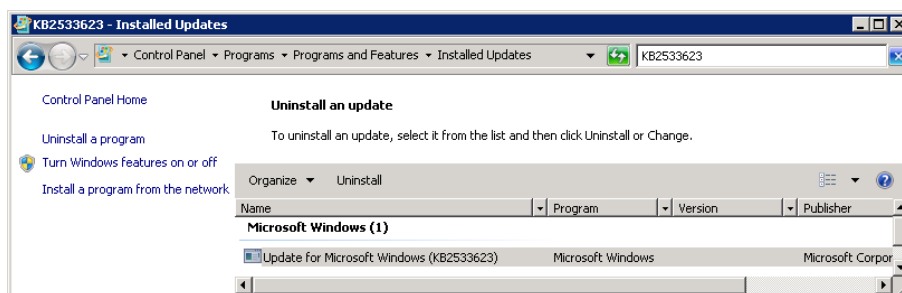 KB2533623 - Installed Updates
Control Panel Programs Programs and Features Installed Updates KB2533623
Control Panel Home
Uninstall an update
To uninstall an update, select it from the list and then click Uninstall or Change.
Uninstall a program
Turn Windows features on or off
Install a program from the network
Organize Uninstall
Name Program Version Publisher
Microsoft Windows (1)
Update for Microsoft Windows (KB2533623) Microsoft Windows Microsoft Corpor